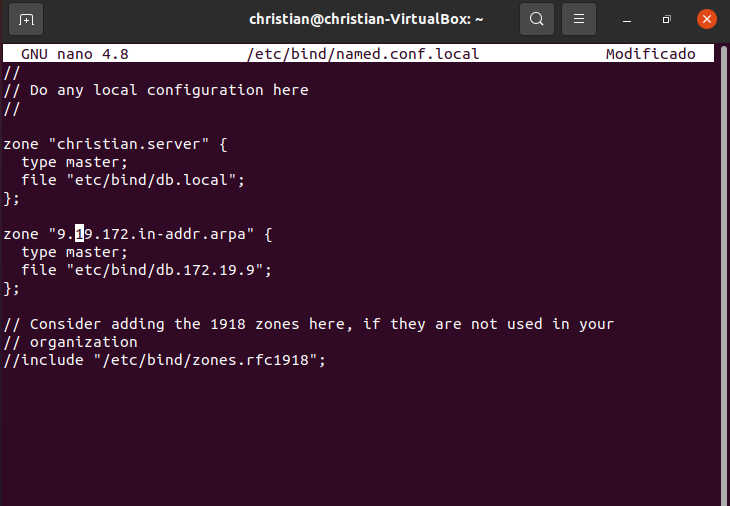 christian@christian-VirtualBox: ~
GNU nano 4.8 /etc/bind/named.conf.local Modificado
//
// Do any local configuration here
//
zone "christian.server" {
type master;
file "etc/bind/db.local";
};
zone "9.19.172.in-addr.arpa" {
type master;
file "etc/bind/db.172.19.9";
};
// Consider adding the 1918 zones here, if they are not used in your
// organization
//include "/etc/bind/zones.rfc1918";